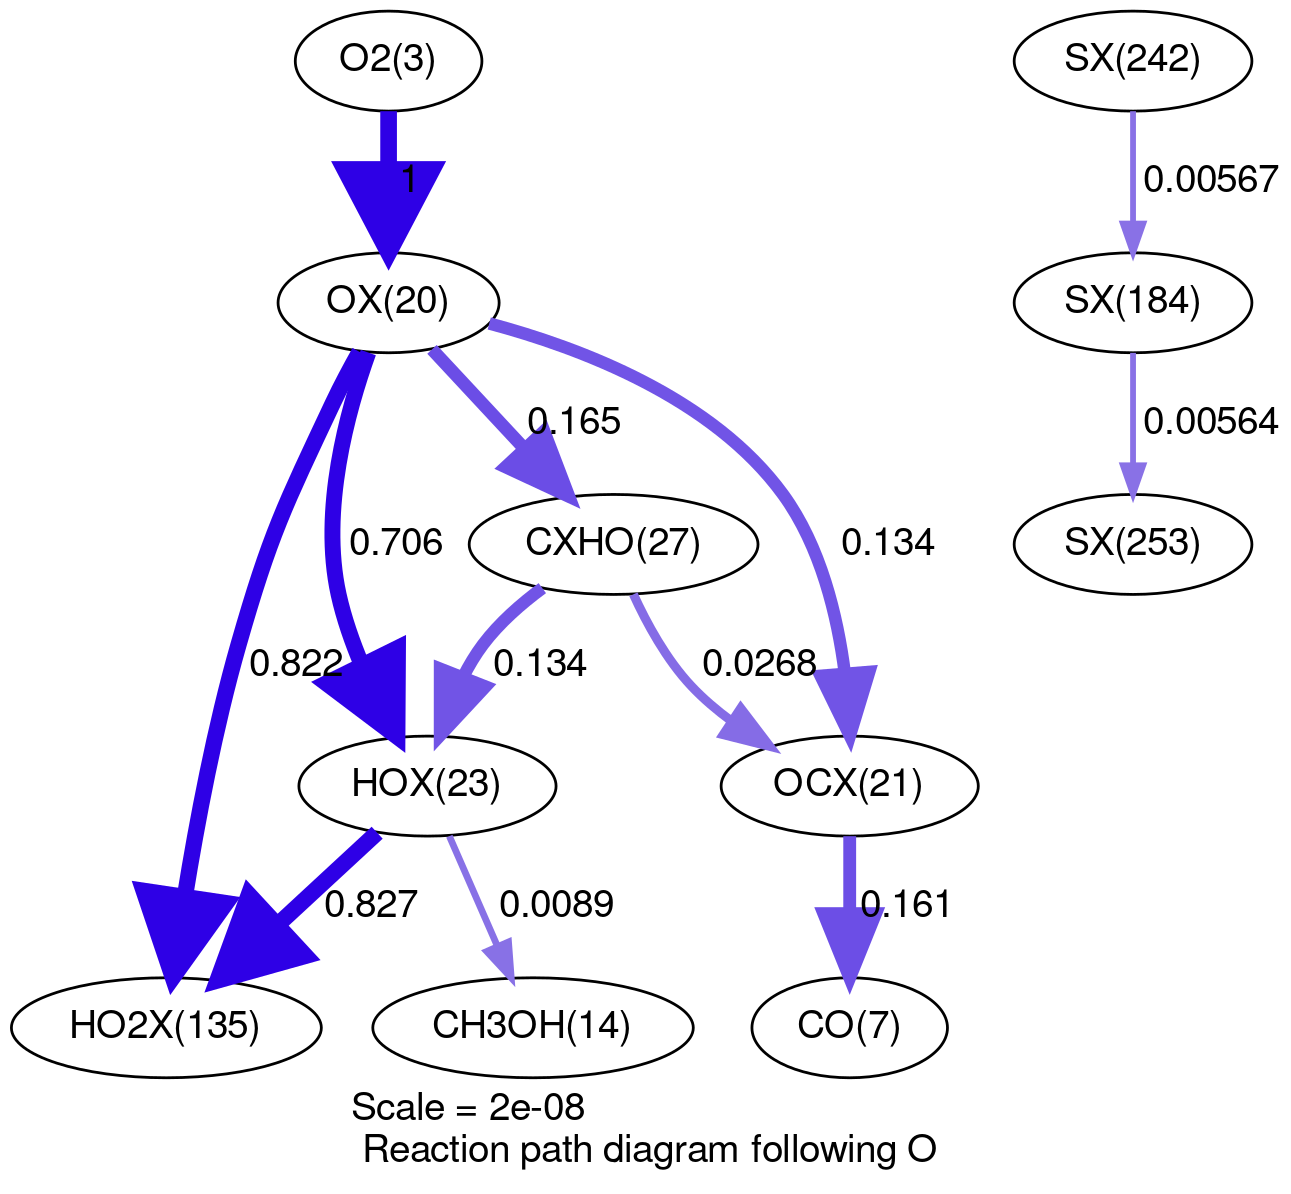 O2(3)
SX(242)
1
0.00567
OX(20)
SX(184)
0.165
0.00564
0.706
CXHO(27)
0.134
SX(253)
0.822
0.134
0.0268
HOX(23)
OCX(21)
0.827
0.0089
0.161
HO2X(135)
CH3OH(14)
CO(7)
Scale = 2e-08
Reaction path diagram following O